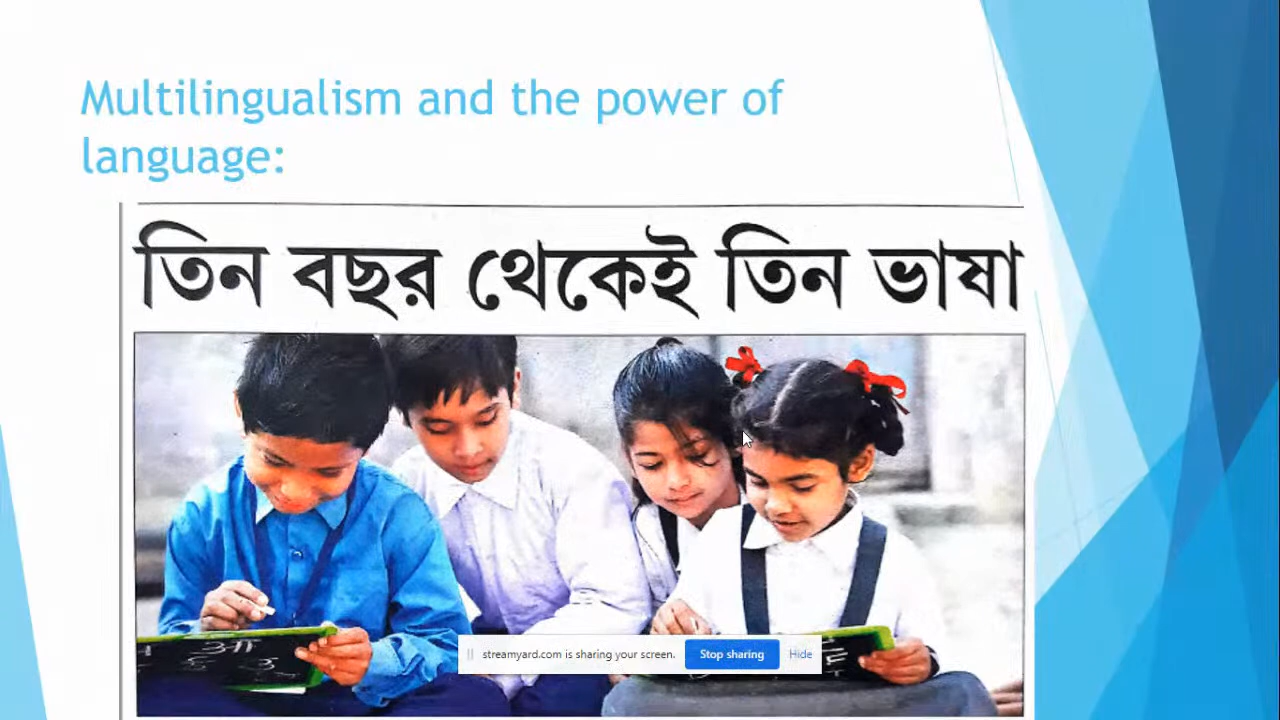 Multilingualism and the power of
language:
তিন বছর থেকেই তিন ভাষা
streamyard.com is sharing your screen. Stop sharing Hide